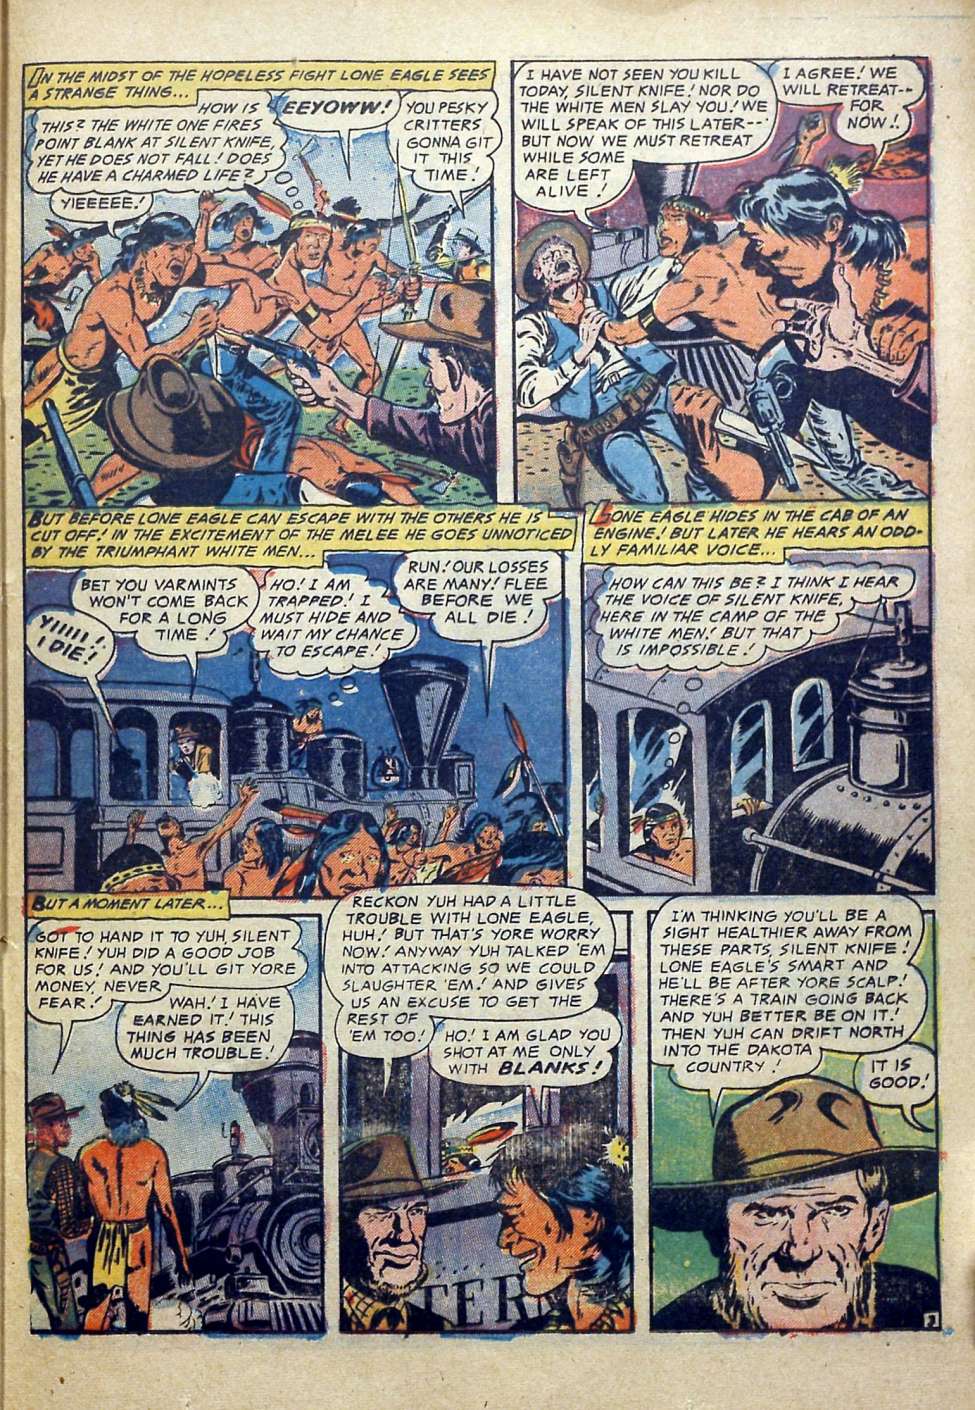 IN THE MIDST OF THE HOPELESS FIGHT LONE EAGLE SEES
A STRANGE THING...
HOW IS
THIS? THE WHITE ONE FIRES
POINT BLANK AT SILENT KNIFE,
YET HE DOES NOT FALL! DOES
HE HAVE A CHARMED LIFE?
YIEEEEE!
EEYOWW!
YOU PESKY
CRITTERS
GONNA GIT
IT THIS
TIME!
I HAVE NOT SEEN YOU KILL
TODAY, SILENT KNIFE! NOR DO
THE WHITE MEN SLAY YOU! WE
WILL SPEAK OF THIS LATER--
BUT NOW WE MUST RETREAT
WHILE SOME
ARE LEFT
ALIVE!
I AGREE! WE
WILL RETREAT--
FOR
NOW!
BUT BEFORE LONE EAGLE CAN ESCAPE WITH THE OTHERS HE IS
CUT OFF! IN THE EXCITEMENT OF THE MELEE HE GOES UNNOTICED
BY THE TRIUMPHANT WHITE MEN...
YIIIII!
I DIE!
BET YOU VARMINTS
WON'T COME BACK
FOR A LONG
TIME!
HO! I AM
TRAPPED! I
MUST HIDE AND
WAIT MY CHANCE
TO ESCAPE!
RUN! OUR LOSSES
ARE MANY! FLEE
BEFORE WE
ALL DIE!
LONE EAGLE HIDES IN THE CAB OF AN
ENGINE! BUT LATER HE HEARS AN ODD-
LY FAMILIAR VOICE...
HOW CAN THIS BE? I THINK I HEAR
THE VOICE OF SILENT KNIFE,
HERE IN THE CAMP OF THE
WHITE MEN! BUT THAT
IS IMPOSSIBLE!
BUT A MOMENT LATER...
GOT TO HAND IT TO YUH, SILENT
KNIFE! YUH DID A GOOD JOB
FOR US! AND YOU'LL GIT YORE
MONEY, NEVER
FEAR!
WAH! I HAVE
EARNED IT! THIS
THING HAS BEEN
MUCH TROUBLE!
RECKON YUH HAD A LITTLE
TROUBLE WITH LONE EAGLE,
HUH! BUT THAT'S YORE WORRY
NOW! ANYWAY YUH TALKED 'EM
INTO ATTACKING SO WE COULD
SLAUGHTER 'EM! AND GIVES
US AN EXCUSE TO GET THE
REST OF
'EM TOO!
HO! I AM GLAD YOU
SHOT AT ME ONLY
WITH BLANKS!
TER
I'M THINKING YOU'LL BE A
SIGHT HEALTHIER AWAY FROM
THESE PARTS, SILENT KNIFE!
LONE EAGLE'S SMART AND
HE'LL BE AFTER YORE SCALP!
THERE'S A TRAIN GOING BACK
AND YUH BETTER BE ON IT!
THEN YUH CAN DRIFT NORTH
INTO THE DAKOTA
COUNTRY!
IT IS
GOOD!